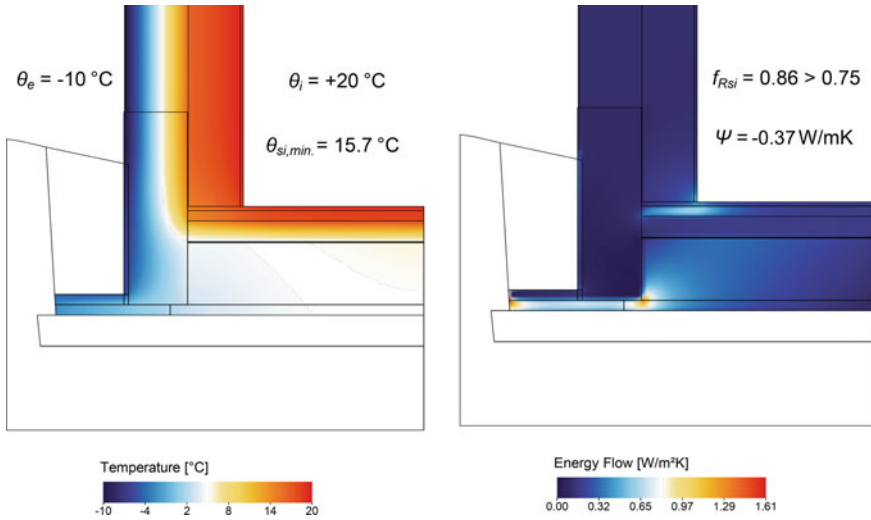 θe = -10 °C
θi = +20 °C
θsi,min. = 15.7 °C
Temperature [°C]
-10 -4 2 8 14 20
fRsi = 0.86 > 0.75
Ψ = -0.37 W/mK
Energy Flow [W/m²K]
0.00 0.32 0.65 0.97 1.29 1.61